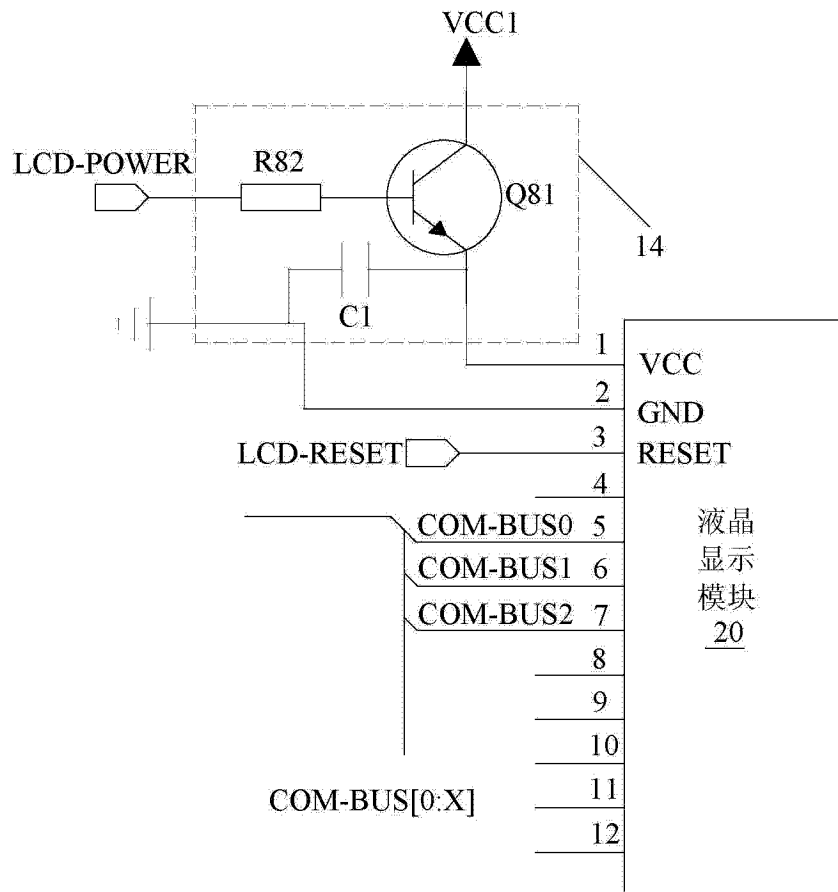 VCC1
LCD-POWER
R82
Q81
14
C1
1
VCC
2
GND
LCD-RESET
3
RESET
4
COM-BUS0
5
COM-BUS1
6
COM-BUS2
7
液晶
显示
模块
20
8
9
10
COM-BUS[0:X]
11
12